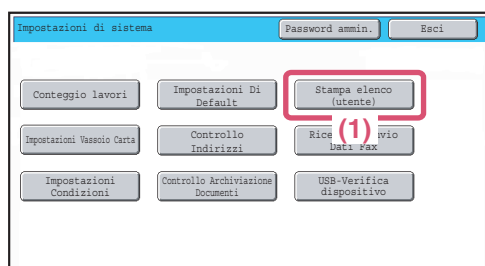 Impostazioni di sistema
Password ammin.
Esci
Conteggio lavori
Impostazioni Di
Default
Stampa elenco
(utente)
Impostazioni Vassoio Carta
Controllo
Indirizzi
(1)
Dati Fax
Impostazioni
Condizioni
Controllo Archiviazione
Documenti
USB-Verifica
dispositivo